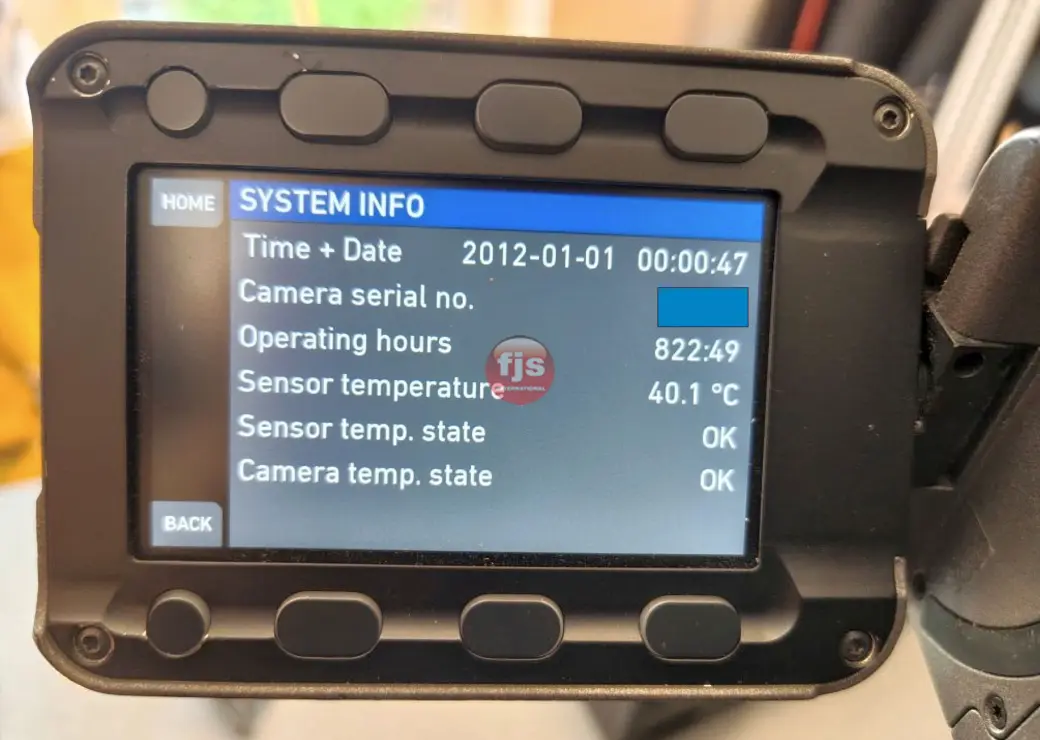 HOME SYSTEM INFO
Time + Date 2012-01-01 00:00:47
Camera serial no.
Operating hours 822:49
fjs
INTERNATIONAL
Sensor temperature 40.1 °C
Sensor temp. state OK
Camera temp. state OK
BACK